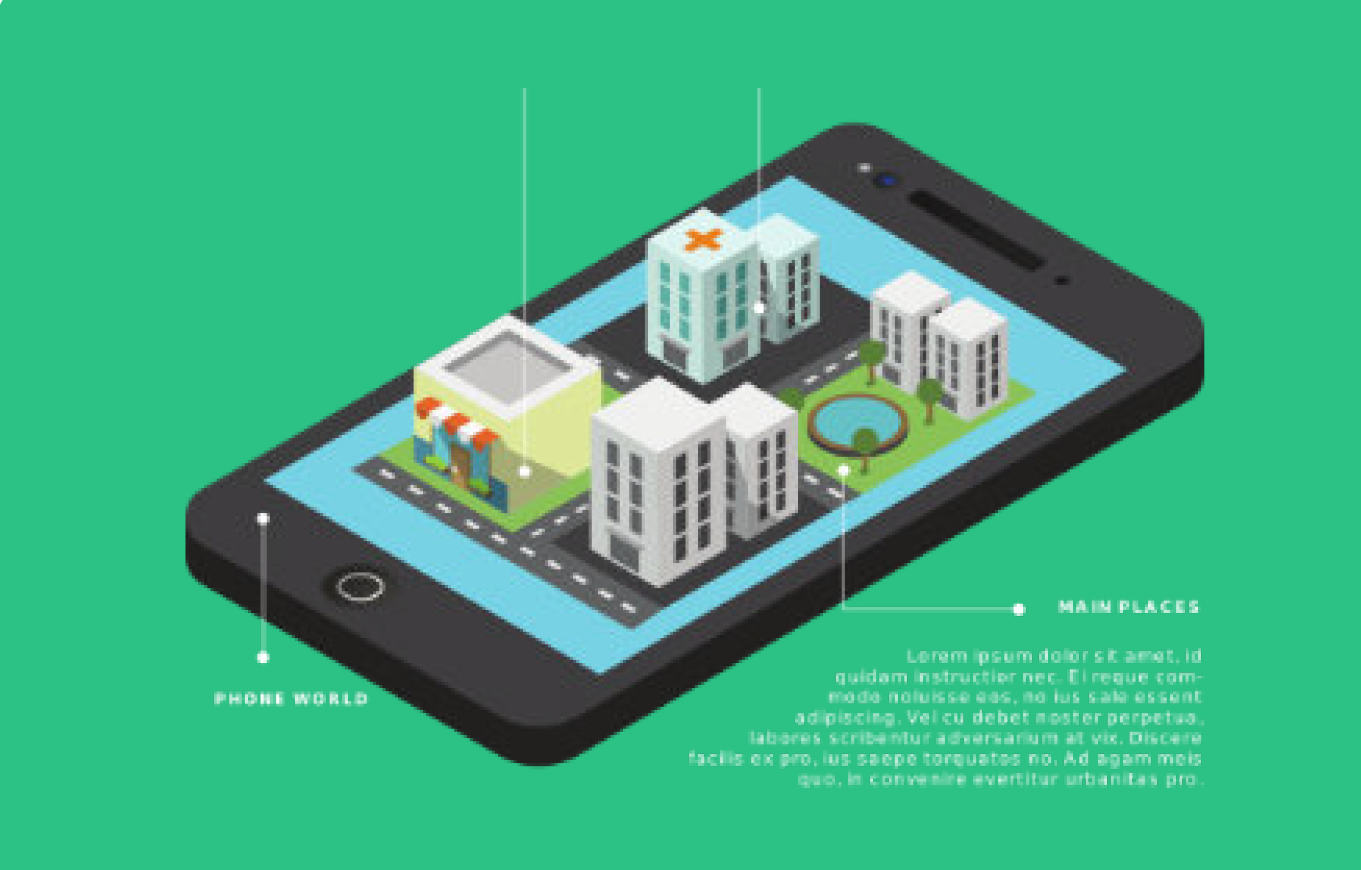 MAIN PLACES
Lorem ipsum dolor sit amet, id
quidam instructior nec. Ei reque com-
modo noluisse eos, no ius sale essent
adipiscing. Vel cu debet noster perpetua,
labores scribentur adversarium at vix. Discere
facilis ex pro, ius saepe torquatos no. Ad agam meis
quo, in convenire evertitur urbanitas pro.
PHONE WORLD